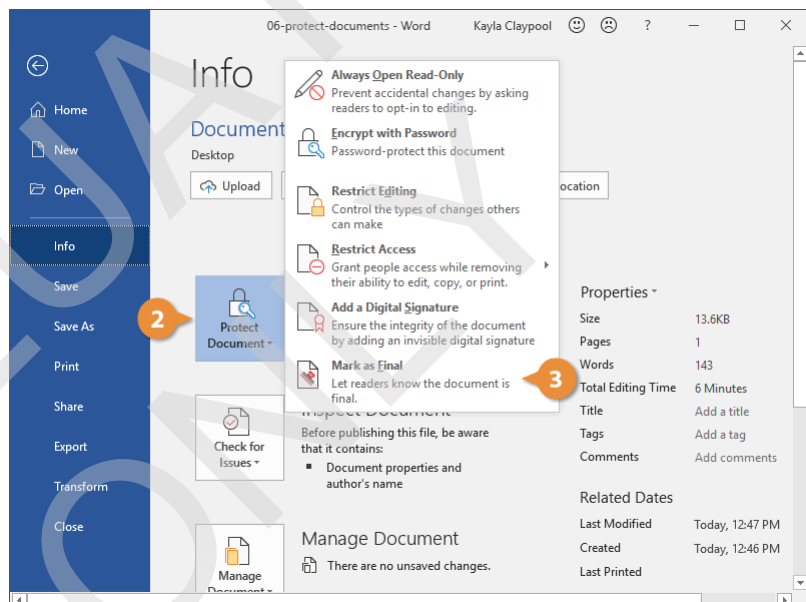 06-protect-documents - Word
Kayla Claypool
?
Info
Home
New
Open
Info
Save
Save As
Print
Share
Export
Transform
Close
Document
Desktop
Upload
ocation
Always Open Read-Only
Prevent accidental changes by asking
readers to opt-in to editing.
Encrypt with Password
Password-protect this document
Restrict Editing
Control the types of changes others
can make
Restrict Access
Grant people access while removing
their ability to edit, copy, or print.
Add a Digital Signature
Ensure the integrity of the document
by adding an invisible digital signature
Mark as Final
Let readers know the document is
final.
2
3
Protect
Document
Inspect Document
Before publishing this file, be aware
that it contains:
Document properties and
author's name
Check for
Issues
Manage Document
There are no unsaved changes.
Manage
Document
Properties
Size 13.6KB
Pages 1
Words 143
Total Editing Time 6 Minutes
Title Add a title
Tags Add a tag
Comments Add comments
Related Dates
Last Modified Today, 12:47 PM
Created Today, 12:46 PM
Last Printed